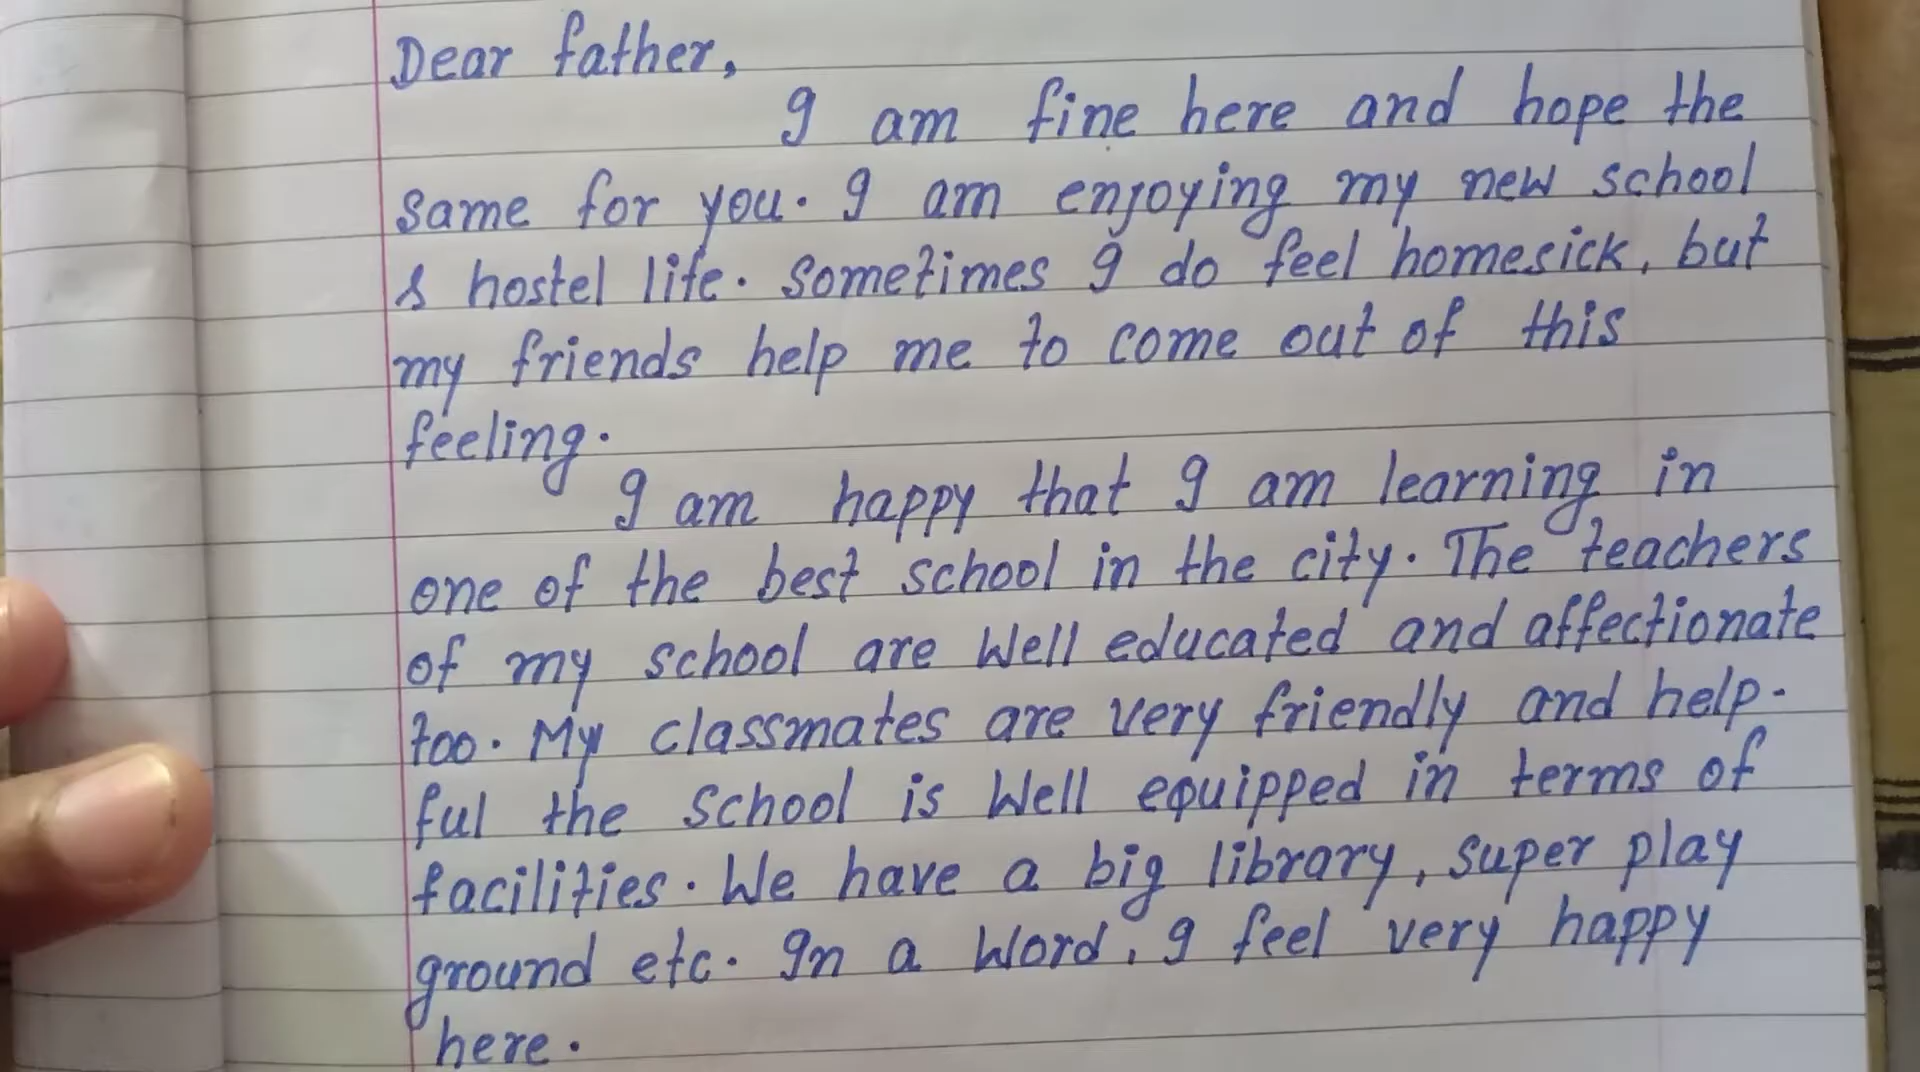 Dear father,
I am fine here and hope the
same for you. I am enjoying my new school
& hostel life. Sometimes I do feel homesick, but
my friends help me to come out of this
feeling.
I am happy that I am learning in
one of the best school in the city. The teachers
of my school are Well educated and affectionate
too. My classmates are very friendly and help-
ful the School is Well equipped in terms of
facilities. We have a big library, super play
ground etc. In a Word, I feel very happy
here.